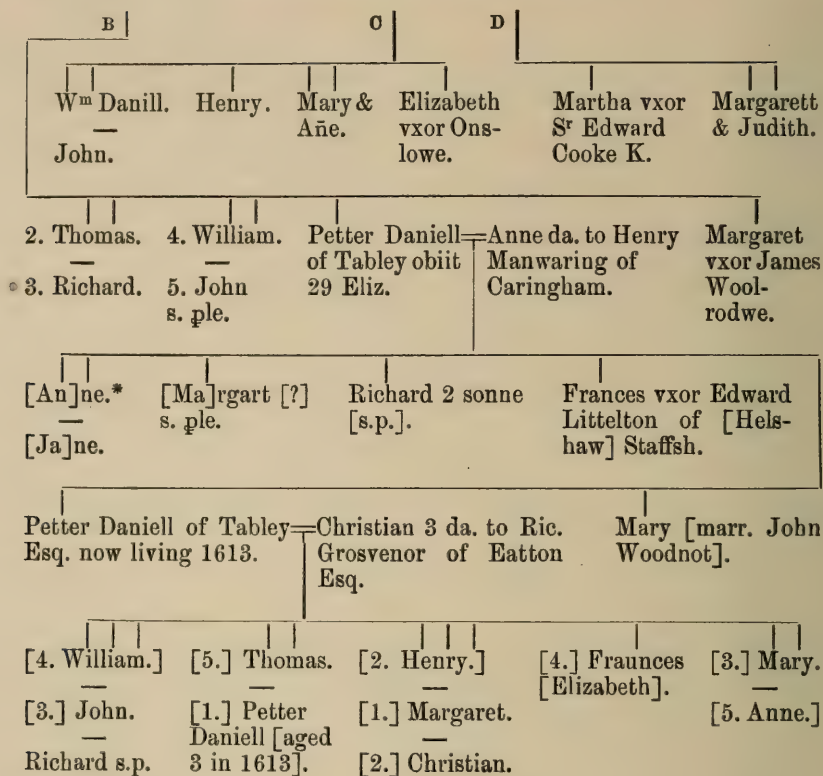 B C D
Wᵐ Danill. Henry. Mary & Elizabeth Martha vxor Margarett
— Añe. vxor Ons- Sʳ Edward & Judith.
John. lowe. Cooke K.
2. Thomas. 4. William. Petter Daniell=Anne da. to Henry Margaret
— — of Tabley obiit Manwaring of vxor James
3. Richard. 5. John 29 Eliz. Caringham. Wool-
s. ꝑle. rodwe.
[An]ne.* [Ma]rgart [?] Richard 2 sonne Frances vxor Edward
— s. ꝑle. [s.p.]. Littelton of [Hels-
[Ja]ne. haw] Staffsh.
Petter Daniell of Tabley=Christian 3 da. to Ric. Mary [marr. John
Esq. now living 1613. Grosvenor of Eatton Woodnot].
Esq.
[4. William.] [5.] Thomas. [2. Henry.] [4.] Fraunces [3.] Mary.
— — — [Elizabeth]. —
[3.] John. [1.] Petter [1.] Margaret. [5. Anne.]
— Daniell [aged —
Richard s.p. 3 in 1613]. [2.] Christian.